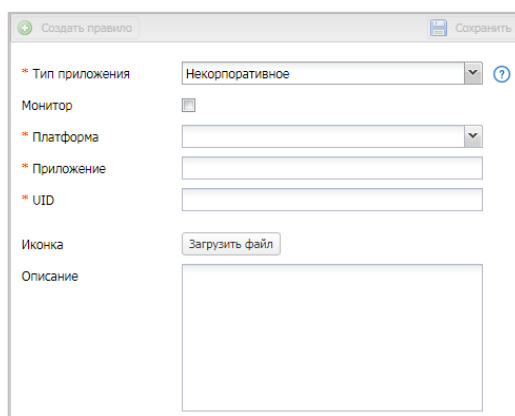 Создать правило Сохранить
* Тип приложения Некорпоративное ?
Монитор
* Платформа
* Приложение
* UID
Иконка Загрузить файл
Описание